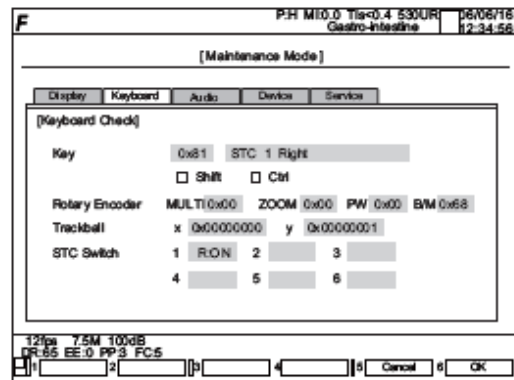 F P.H MI0.0 TIs<0.4 530UR 06/06/16
Gastro-intestine 12:34:56
[Maintenance Mode]
Display Keyboard Audio Device Service
[Keyboard Check]
Key 0x81 STC 1 Right
Shift Ctrl
Rotary Encoder MULTI 0x00 ZOOM 0x00 PW 0x00 B/M 0x68
Trackball x 0x00000000 y 0x00000001
STC Switch 1 R:ON 2 3
4 5 6
12fps 7.5M 100dB
DR:65 EE:0 PP:3 FC:5
1 2 3 4 5 Cancel 6 OK